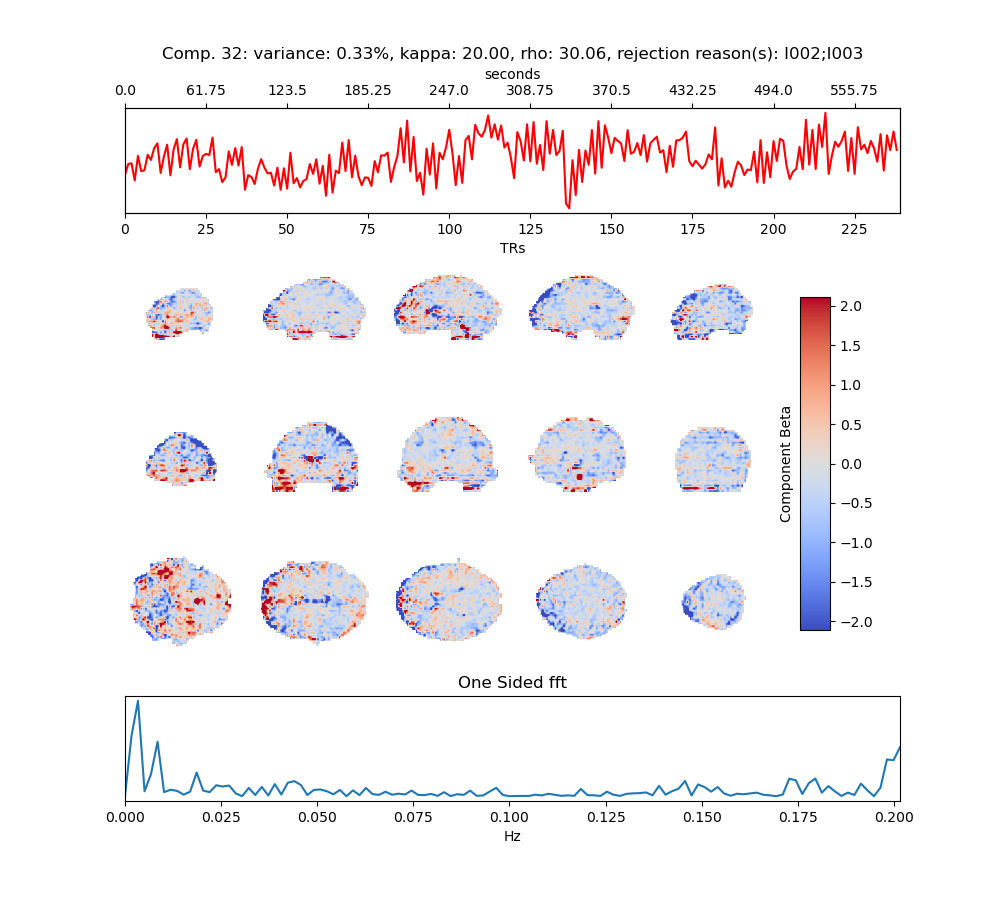 Comp. 32: variance: 0.33%, kappa: 20.00, rho: 30.06, rejection reason(s): I002;I003
seconds
0.0 61.75 123.5 185.25 247.0 308.75 370.5 432.25 494.0 555.75
0 25 50 75 100 125 150 175 200 225
TRs
2.0
1.5
1.0
0.5
0.0
−0.5
−1.0
−1.5
−2.0
Component Beta
One Sided fft
0.000 0.025 0.050 0.075 0.100 0.125 0.150 0.175 0.200
Hz